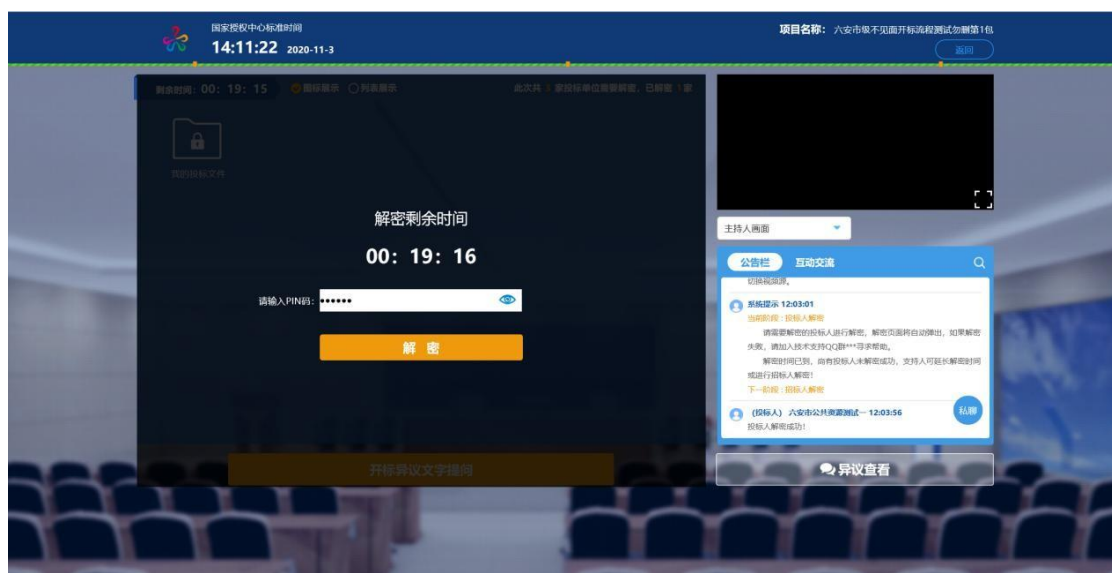 国家授权中心标准时间
14:11:22 2020-11-3
项目名称：六安市级不见面开标流程测试勿删第1包
返回
剩余时间：00：19：15 图标展示 列表展示
我的投标文件
解密剩余时间
00：19：16
请输入PIN码：••••••
解 密
开标异议文字提问
主持人画面
公告栏 互动交流
切换视频源。
系统提示 12:03:01
当前阶段：投标人解密
请需要解密的投标人进行解密，解密页面将自动弹出，如果解密
失败，请加入技术支持QQ群***寻求帮助。
解密时间已到，尚有投标人未解密成功，支持人可延长解密时间
或进行招标人解密！
下一阶段：招标人解密
（投标人）六安市公共资源测试… 12:03:56
投标人解密成功！
私聊
异议查看